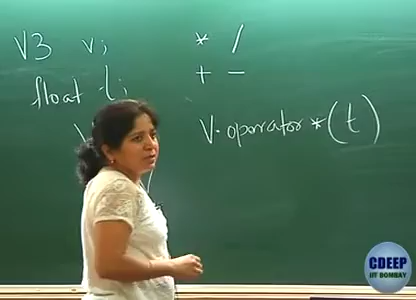 V3 v;
* /
float t;
+ -
V. operator *(t)
CDEEP
IIT BOMBAY